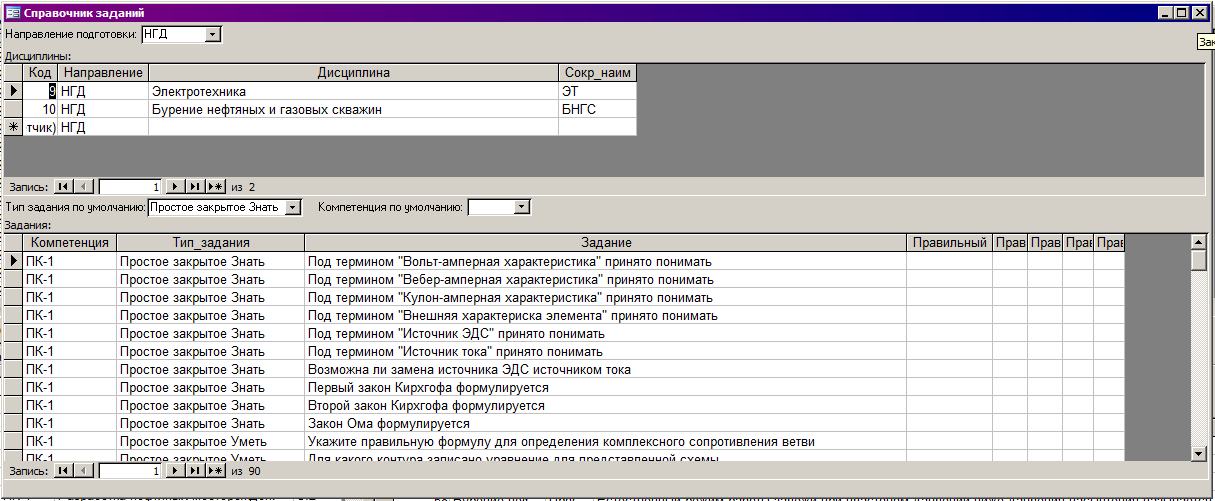 Справочник заданий
Направление подготовки: НГД
Зак
Дисциплины:
Код Направление Дисциплина Сокр_наим
9 НГД Электротехника ЭТ
10 НГД Бурение нефтяных и газовых скважин БНГС
тчик) НГД
Запись: 1 из 2
Тип задания по умолчанию: Простое закрытое Знать Компетенция по умолчанию:
Задания:
Компетенция Тип_задания Задание Правильный Прав Прав Прав Прав
ПК-1 Простое закрытое Знать Под термином "Вольт-амперная характеристика" принято понимать
ПК-1 Простое закрытое Знать Под термином "Вебер-амперная характеристика" принято понимать
ПК-1 Простое закрытое Знать Под термином "Кулон-амперная характеристика" принято понимать
ПК-1 Простое закрытое Знать Под термином "Внешняя характериска элемента" принято понимать
ПК-1 Простое закрытое Знать Под термином "Источник ЭДС" принято понимать
ПК-1 Простое закрытое Знать Под термином "Источник тока" принято понимать
ПК-1 Простое закрытое Знать Возможна ли замена источника ЭДС источником тока
ПК-1 Простое закрытое Знать Первый закон Кирхгофа формулируется
ПК-1 Простое закрытое Знать Второй закон Кирхгофа формулируется
ПК-1 Простое закрытое Знать Закон Ома формулируется
ПК-1 Простое закрытое Уметь Укажите правильную формулу для определения комплексного сопротивления ветви
ПК-1 Простое закрытое Уметь Для какого контура записано уравнение для представленной схемы
Запись: 1 из 90